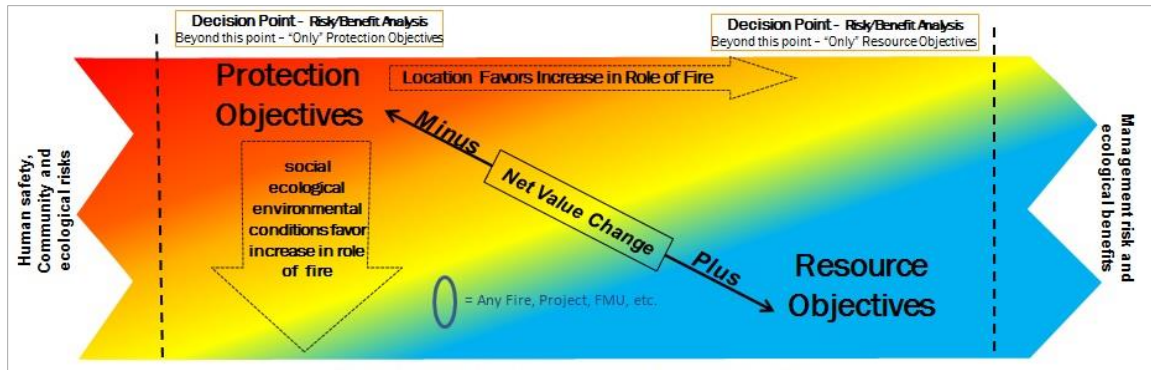 Decision Point - Risk/Benefit Analysis
Beyond this point – “Only” Protection Objectives
Decision Point - Risk/Benefit Analysis
Beyond this point – “Only” Resource Objectives
Protection
Objectives
Location Favors Increase in Role of Fire
Human safety,
Community and
ecological risks
social
ecological
environmental
conditions favor
increase in role
of fire
Minus
Net Value Change
Plus
= Any Fire, Project, FMU, etc.
Resource
Objectives
Management risk and
ecological benefits